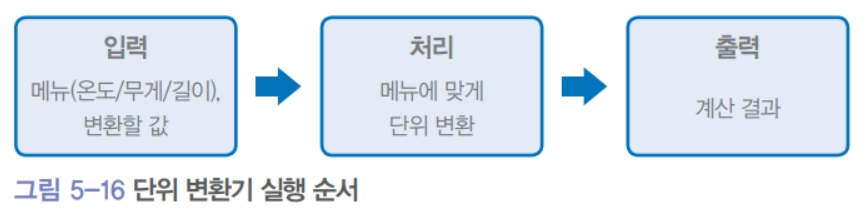 입력
메뉴(온도/무게/길이),
변환할 값
처리
메뉴에 맞게
단위 변환
출력
계산 결과
그림 5-16 단위 변환기 실행 순서